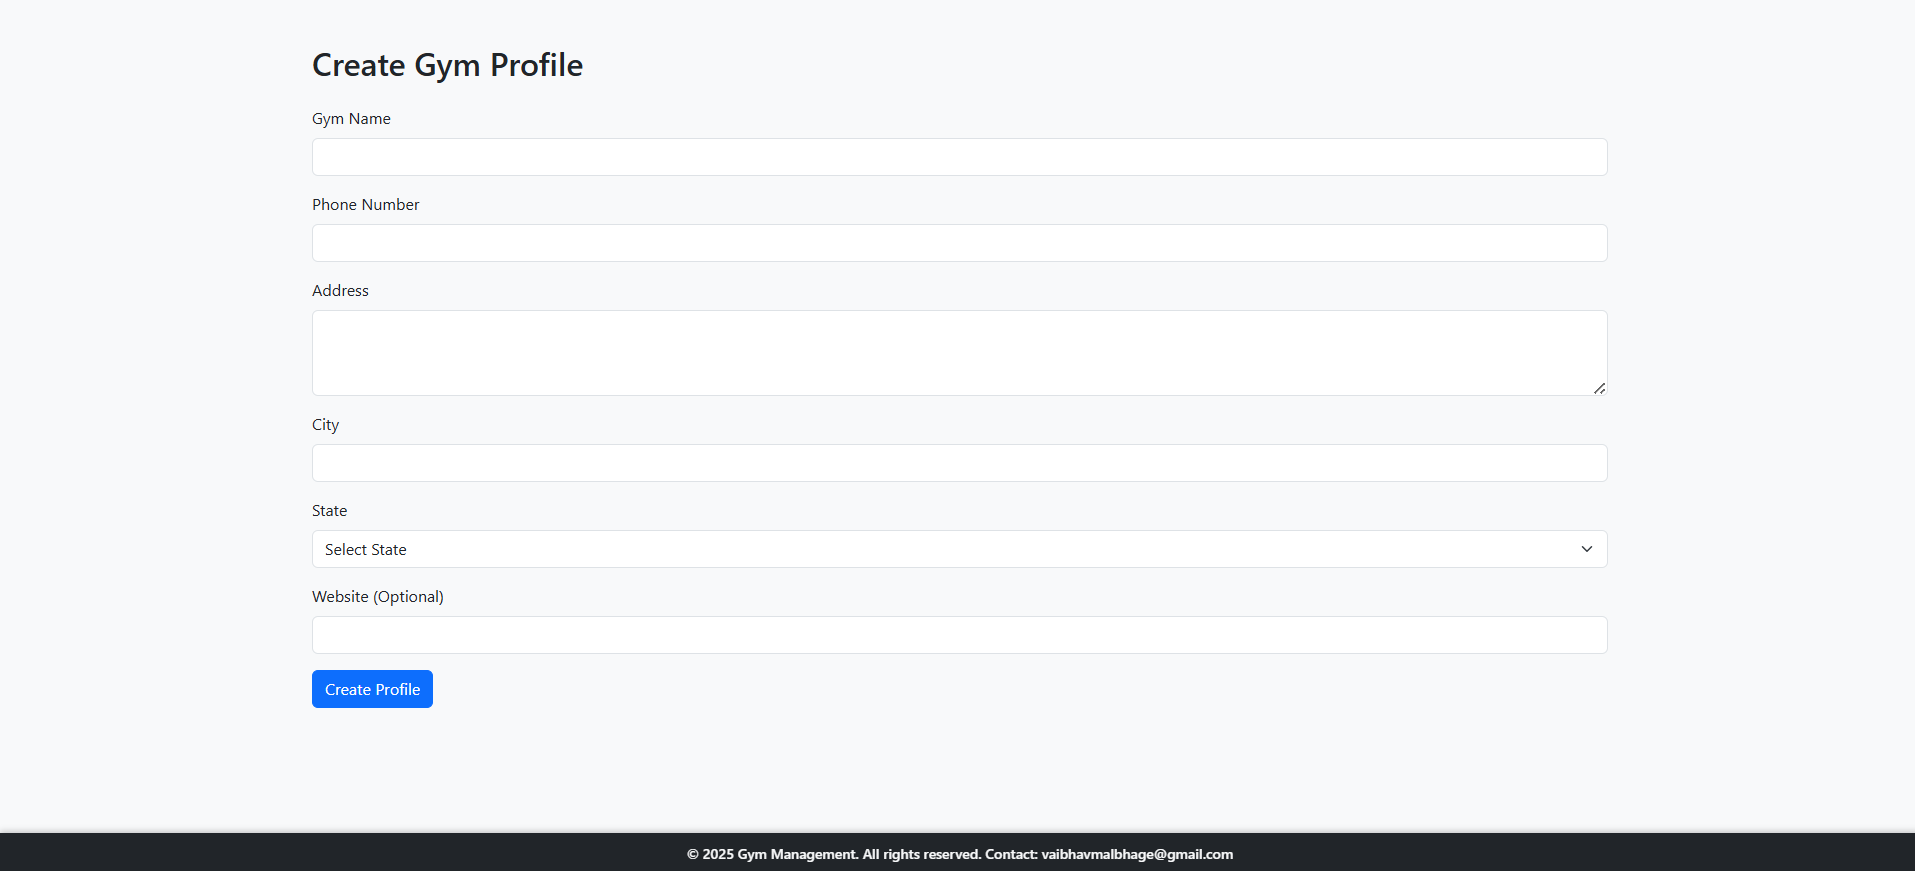 Create Gym Profile
Gym Name
Phone Number
Address
City
State
Select State
Website (Optional)
Create Profile
© 2025 Gym Management. All rights reserved. Contact: vaibhavmalbhage@gmail.com